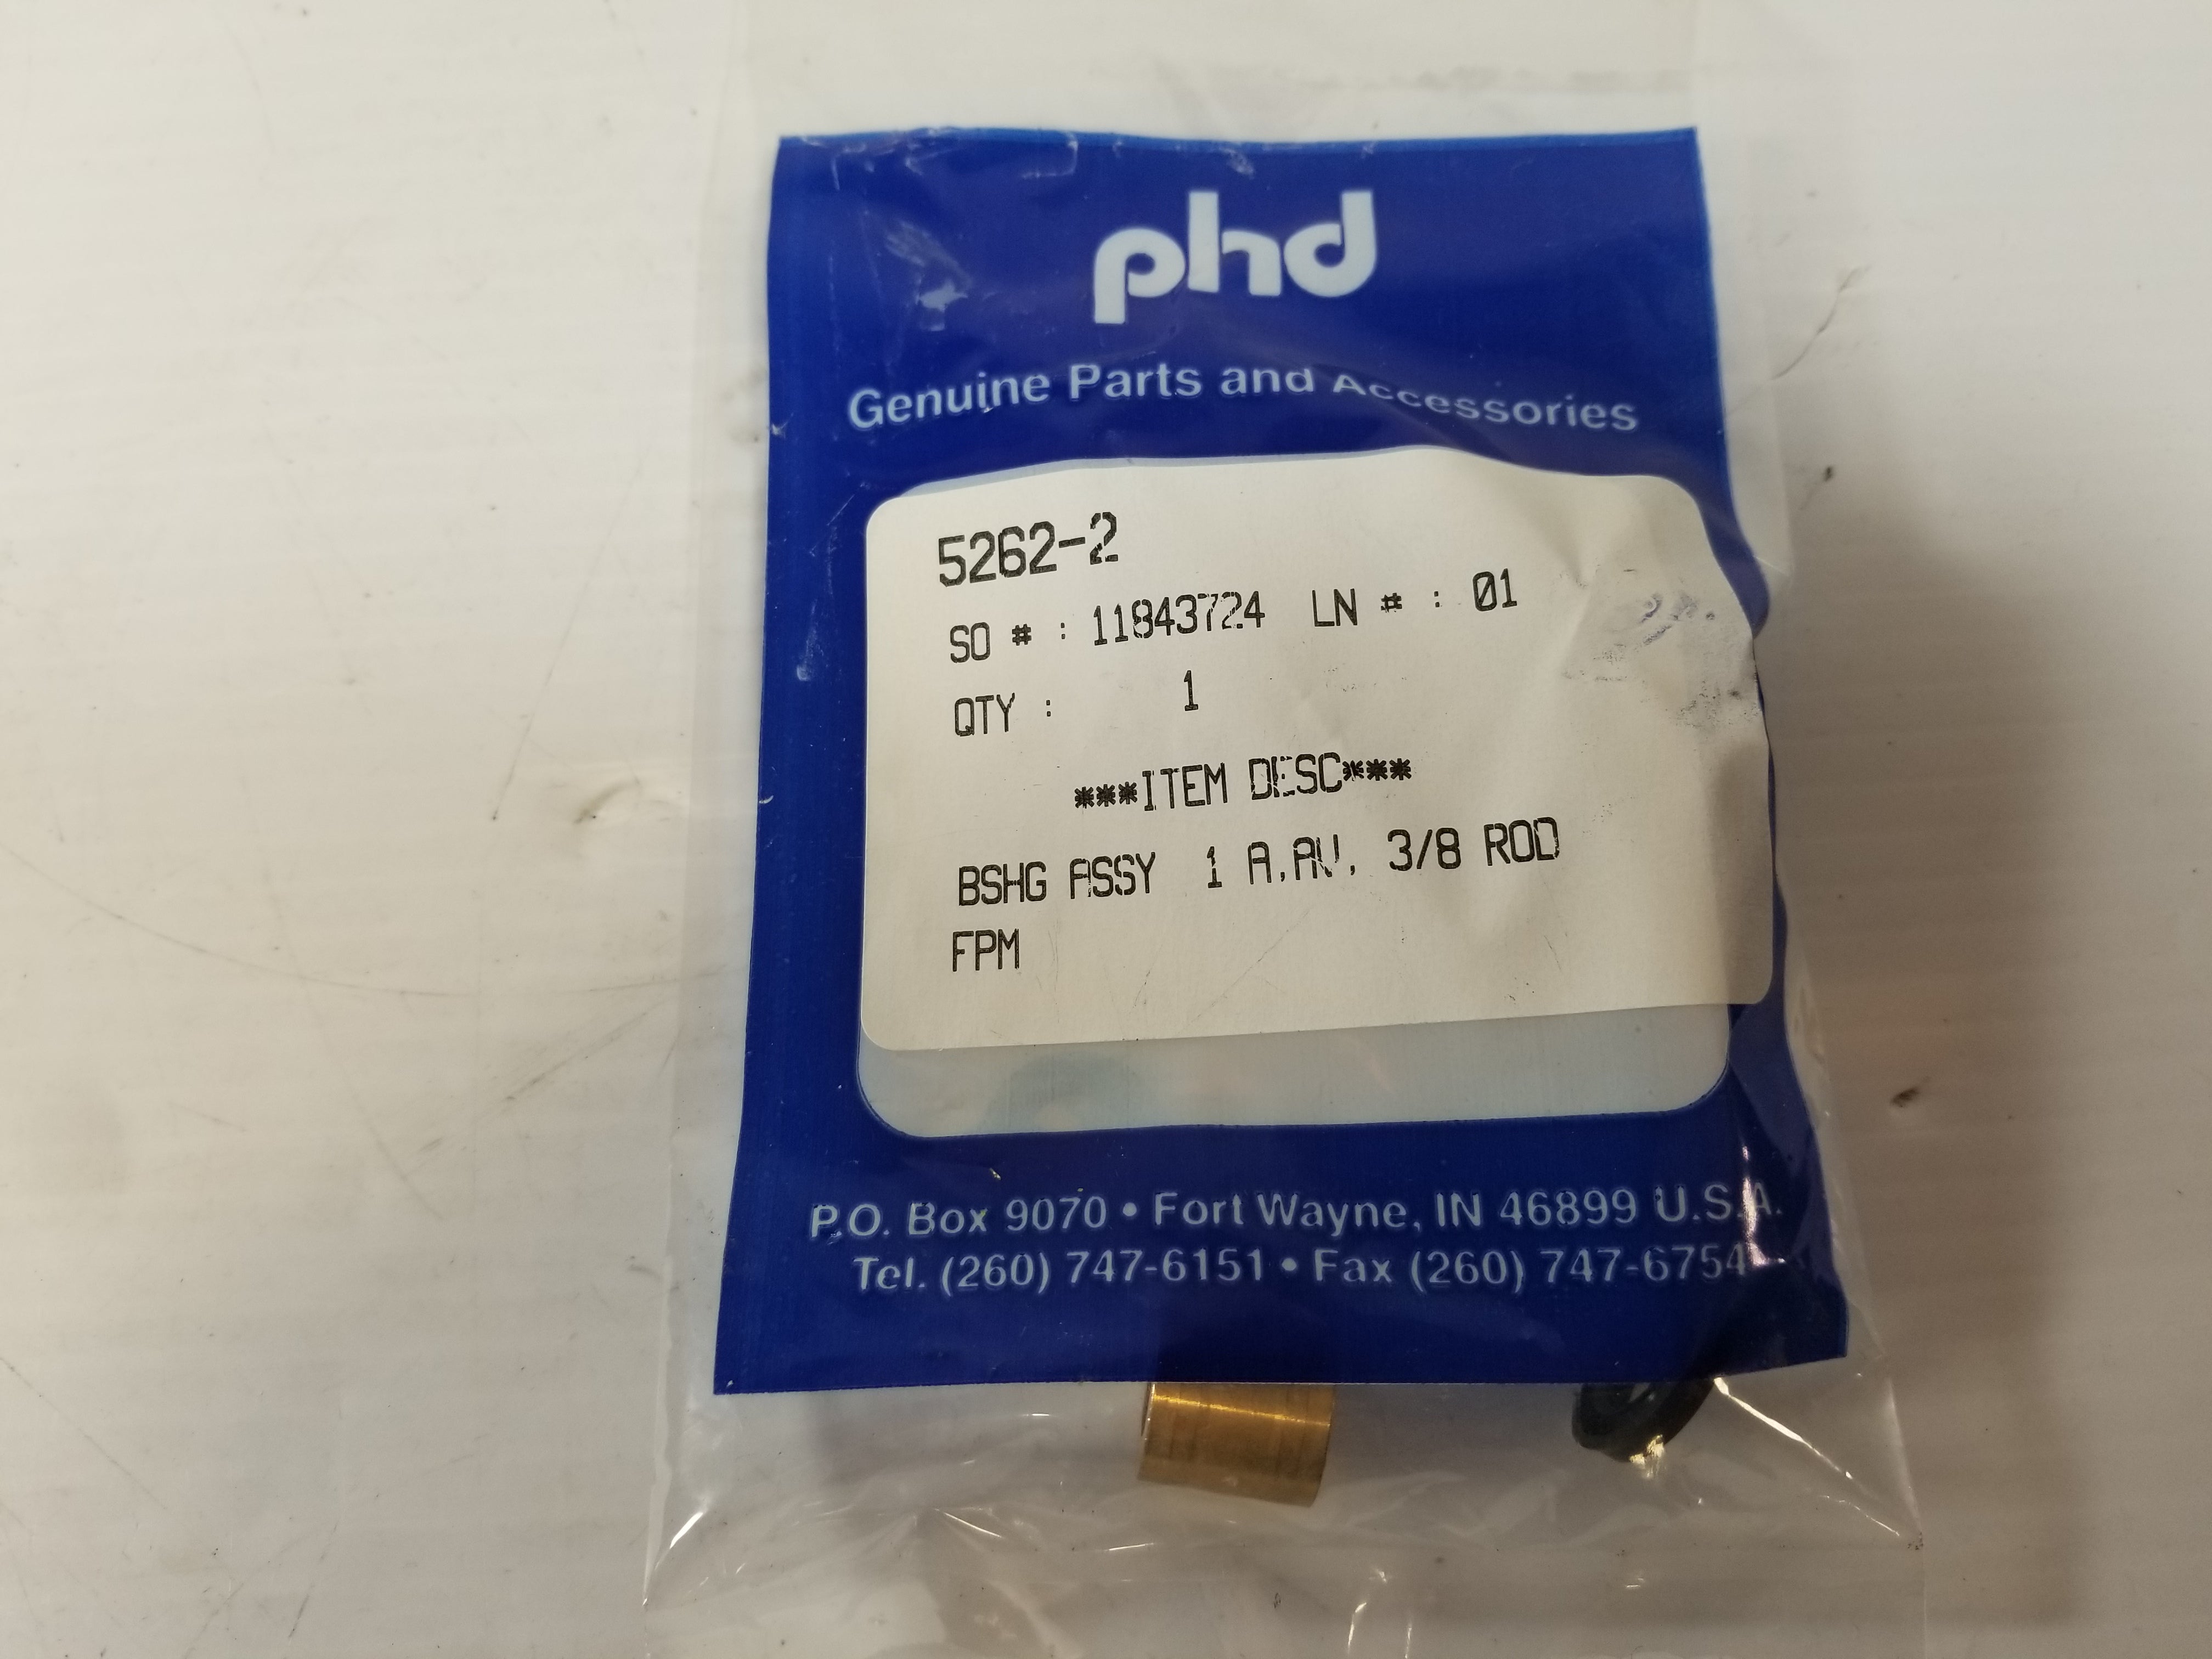 phd
Genuine Parts and Accessories
5262-2
SO # : 11843724 LN # : 01
QTY : 1
***ITEM DESC***
BSHG ASSY 1 A,AV, 3/8 ROD
FPM
P.O. Box 9070 • Fort Wayne, IN 46899 U.S.A.
Tel. (260) 747-6151 • Fax (260) 747-6754